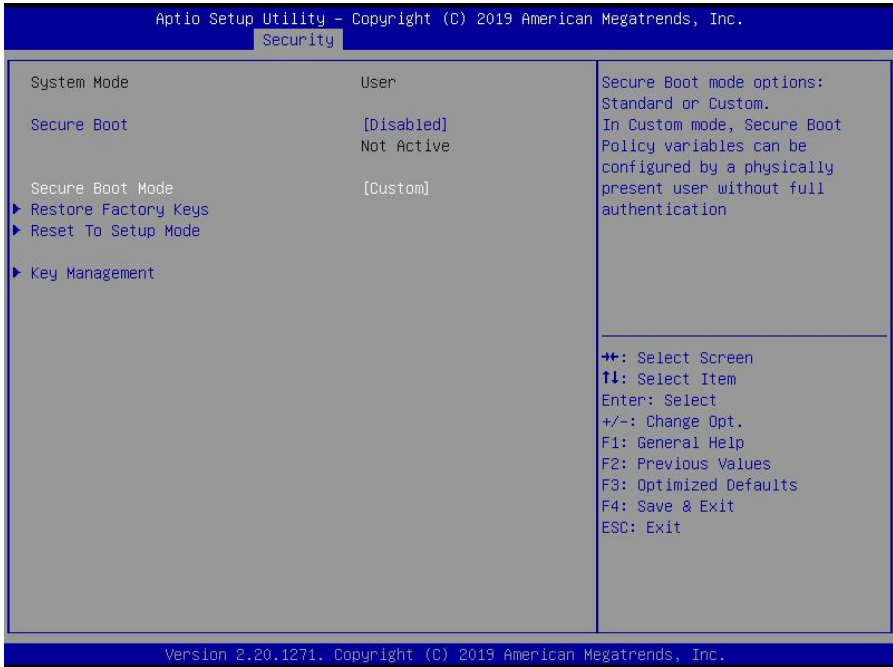 Aptio Setup Utility – Copyright (C) 2019 American Megatrends, Inc.
Security
System Mode User
Secure Boot [Disabled]
Not Active
Secure Boot Mode [Custom]
Restore Factory Keys
Reset To Setup Mode
Key Management
Secure Boot mode options:
Standard or Custom.
In Custom mode, Secure Boot
Policy variables can be
configured by a physically
present user without full
authentication
→←: Select Screen
↑↓: Select Item
Enter: Select
+/-: Change Opt.
F1: General Help
F2: Previous Values
F3: Optimized Defaults
F4: Save & Exit
ESC: Exit
Version 2.20.1271. Copyright (C) 2019 American Megatrends, Inc.